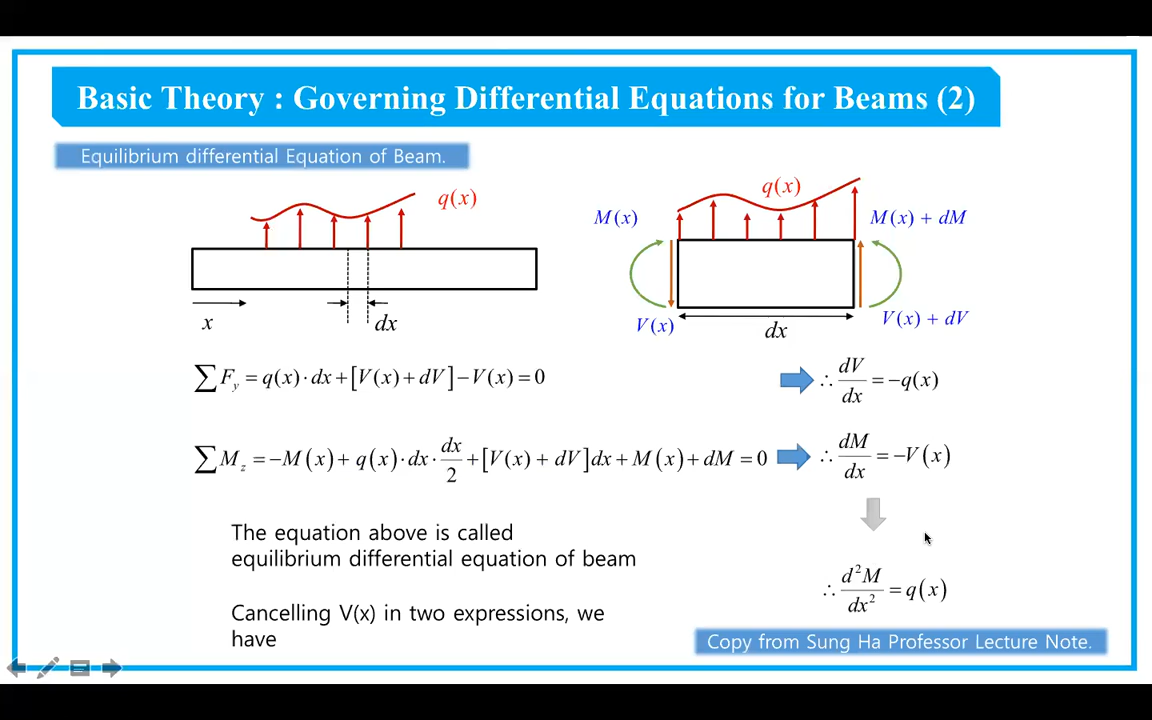 Basic Theory : Governing Differential Equations for Beams (2)
Equilibrium differential Equation of Beam.
q(x)
x
dx
q(x)
M(x)
M(x) + dM
V(x)
dx
V(x) + dV
∑F_y = q(x)·dx + [V(x) + dV] − V(x) = 0
∴ dV/dx = −q(x)
∑M_z = −M(x) + q(x)·dx·dx/2 + [V(x) + dV]dx + M(x) + dM = 0
∴ dM/dx = −V(x)
The equation above is called
equilibrium differential equation of beam
∴ d²M/dx² = q(x)
Cancelling V(x) in two expressions, we
have
Copy from Sung Ha Professor Lecture Note.